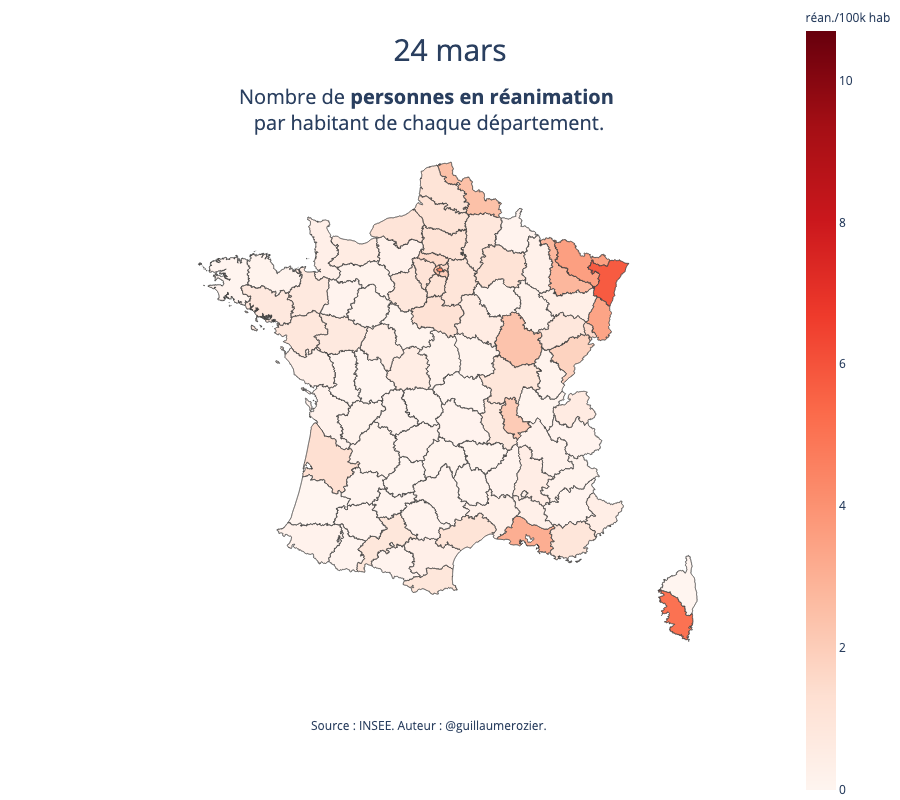 réan./100k hab
24 mars
Nombre de personnes en réanimation
par habitant de chaque département.
10
8
6
4
2
0
Source : INSEE. Auteur : @guillaumerozier.